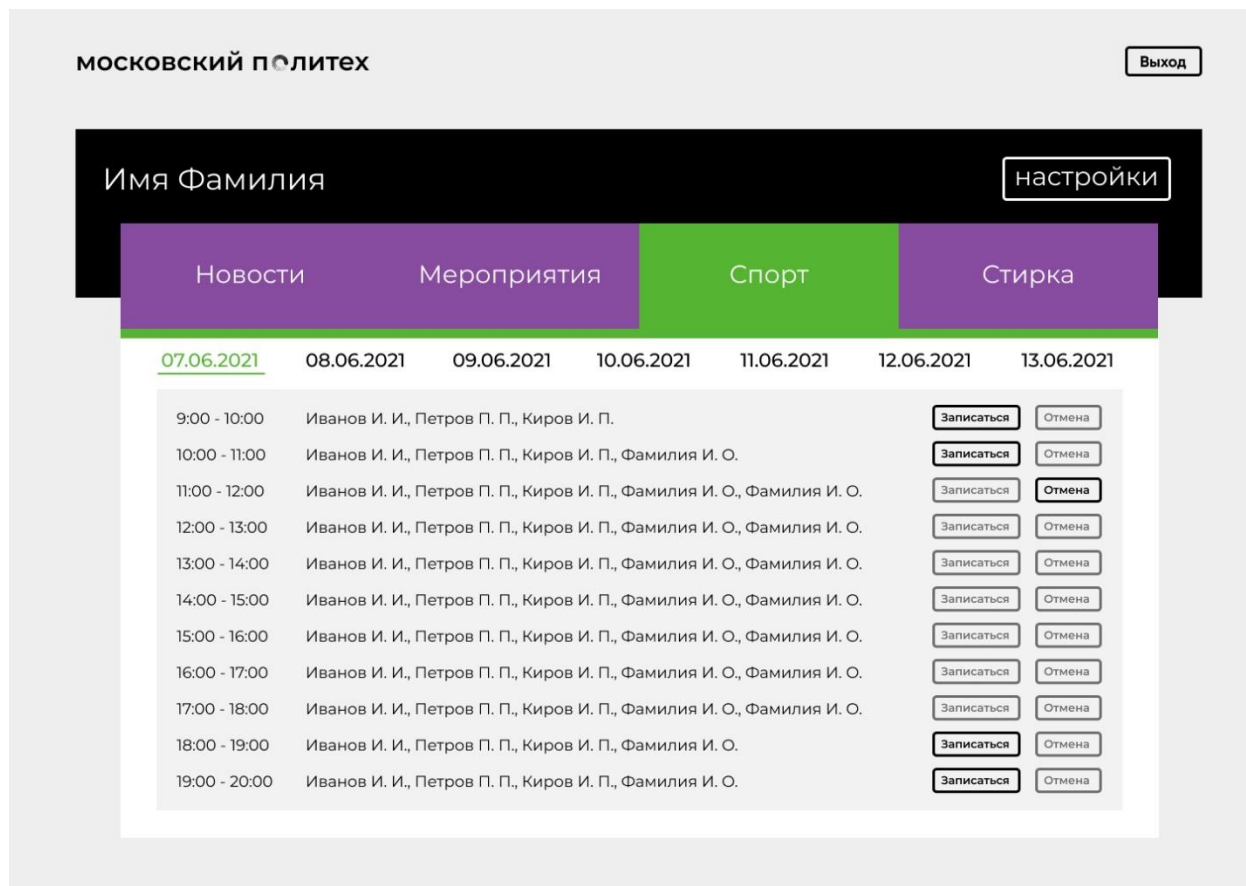 московский политех Выход
Имя Фамилия настройки
Новости Мероприятия Спорт Стирка
07.06.2021 08.06.2021 09.06.2021 10.06.2021 11.06.2021 12.06.2021 13.06.2021
9:00 - 10:00 Иванов И. И., Петров П. П., Киров И. П. Записаться Отмена
10:00 - 11:00 Иванов И. И., Петров П. П., Киров И. П., Фамилия И. О. Записаться Отмена
11:00 - 12:00 Иванов И. И., Петров П. П., Киров И. П., Фамилия И. О., Фамилия И. О. Записаться Отмена
12:00 - 13:00 Иванов И. И., Петров П. П., Киров И. П., Фамилия И. О., Фамилия И. О. Записаться Отмена
13:00 - 14:00 Иванов И. И., Петров П. П., Киров И. П., Фамилия И. О., Фамилия И. О. Записаться Отмена
14:00 - 15:00 Иванов И. И., Петров П. П., Киров И. П., Фамилия И. О., Фамилия И. О. Записаться Отмена
15:00 - 16:00 Иванов И. И., Петров П. П., Киров И. П., Фамилия И. О., Фамилия И. О. Записаться Отмена
16:00 - 17:00 Иванов И. И., Петров П. П., Киров И. П., Фамилия И. О., Фамилия И. О. Записаться Отмена
17:00 - 18:00 Иванов И. И., Петров П. П., Киров И. П., Фамилия И. О., Фамилия И. О. Записаться Отмена
18:00 - 19:00 Иванов И. И., Петров П. П., Киров И. П., Фамилия И. О. Записаться Отмена
19:00 - 20:00 Иванов И. И., Петров П. П., Киров И. П., Фамилия И. О. Записаться Отмена